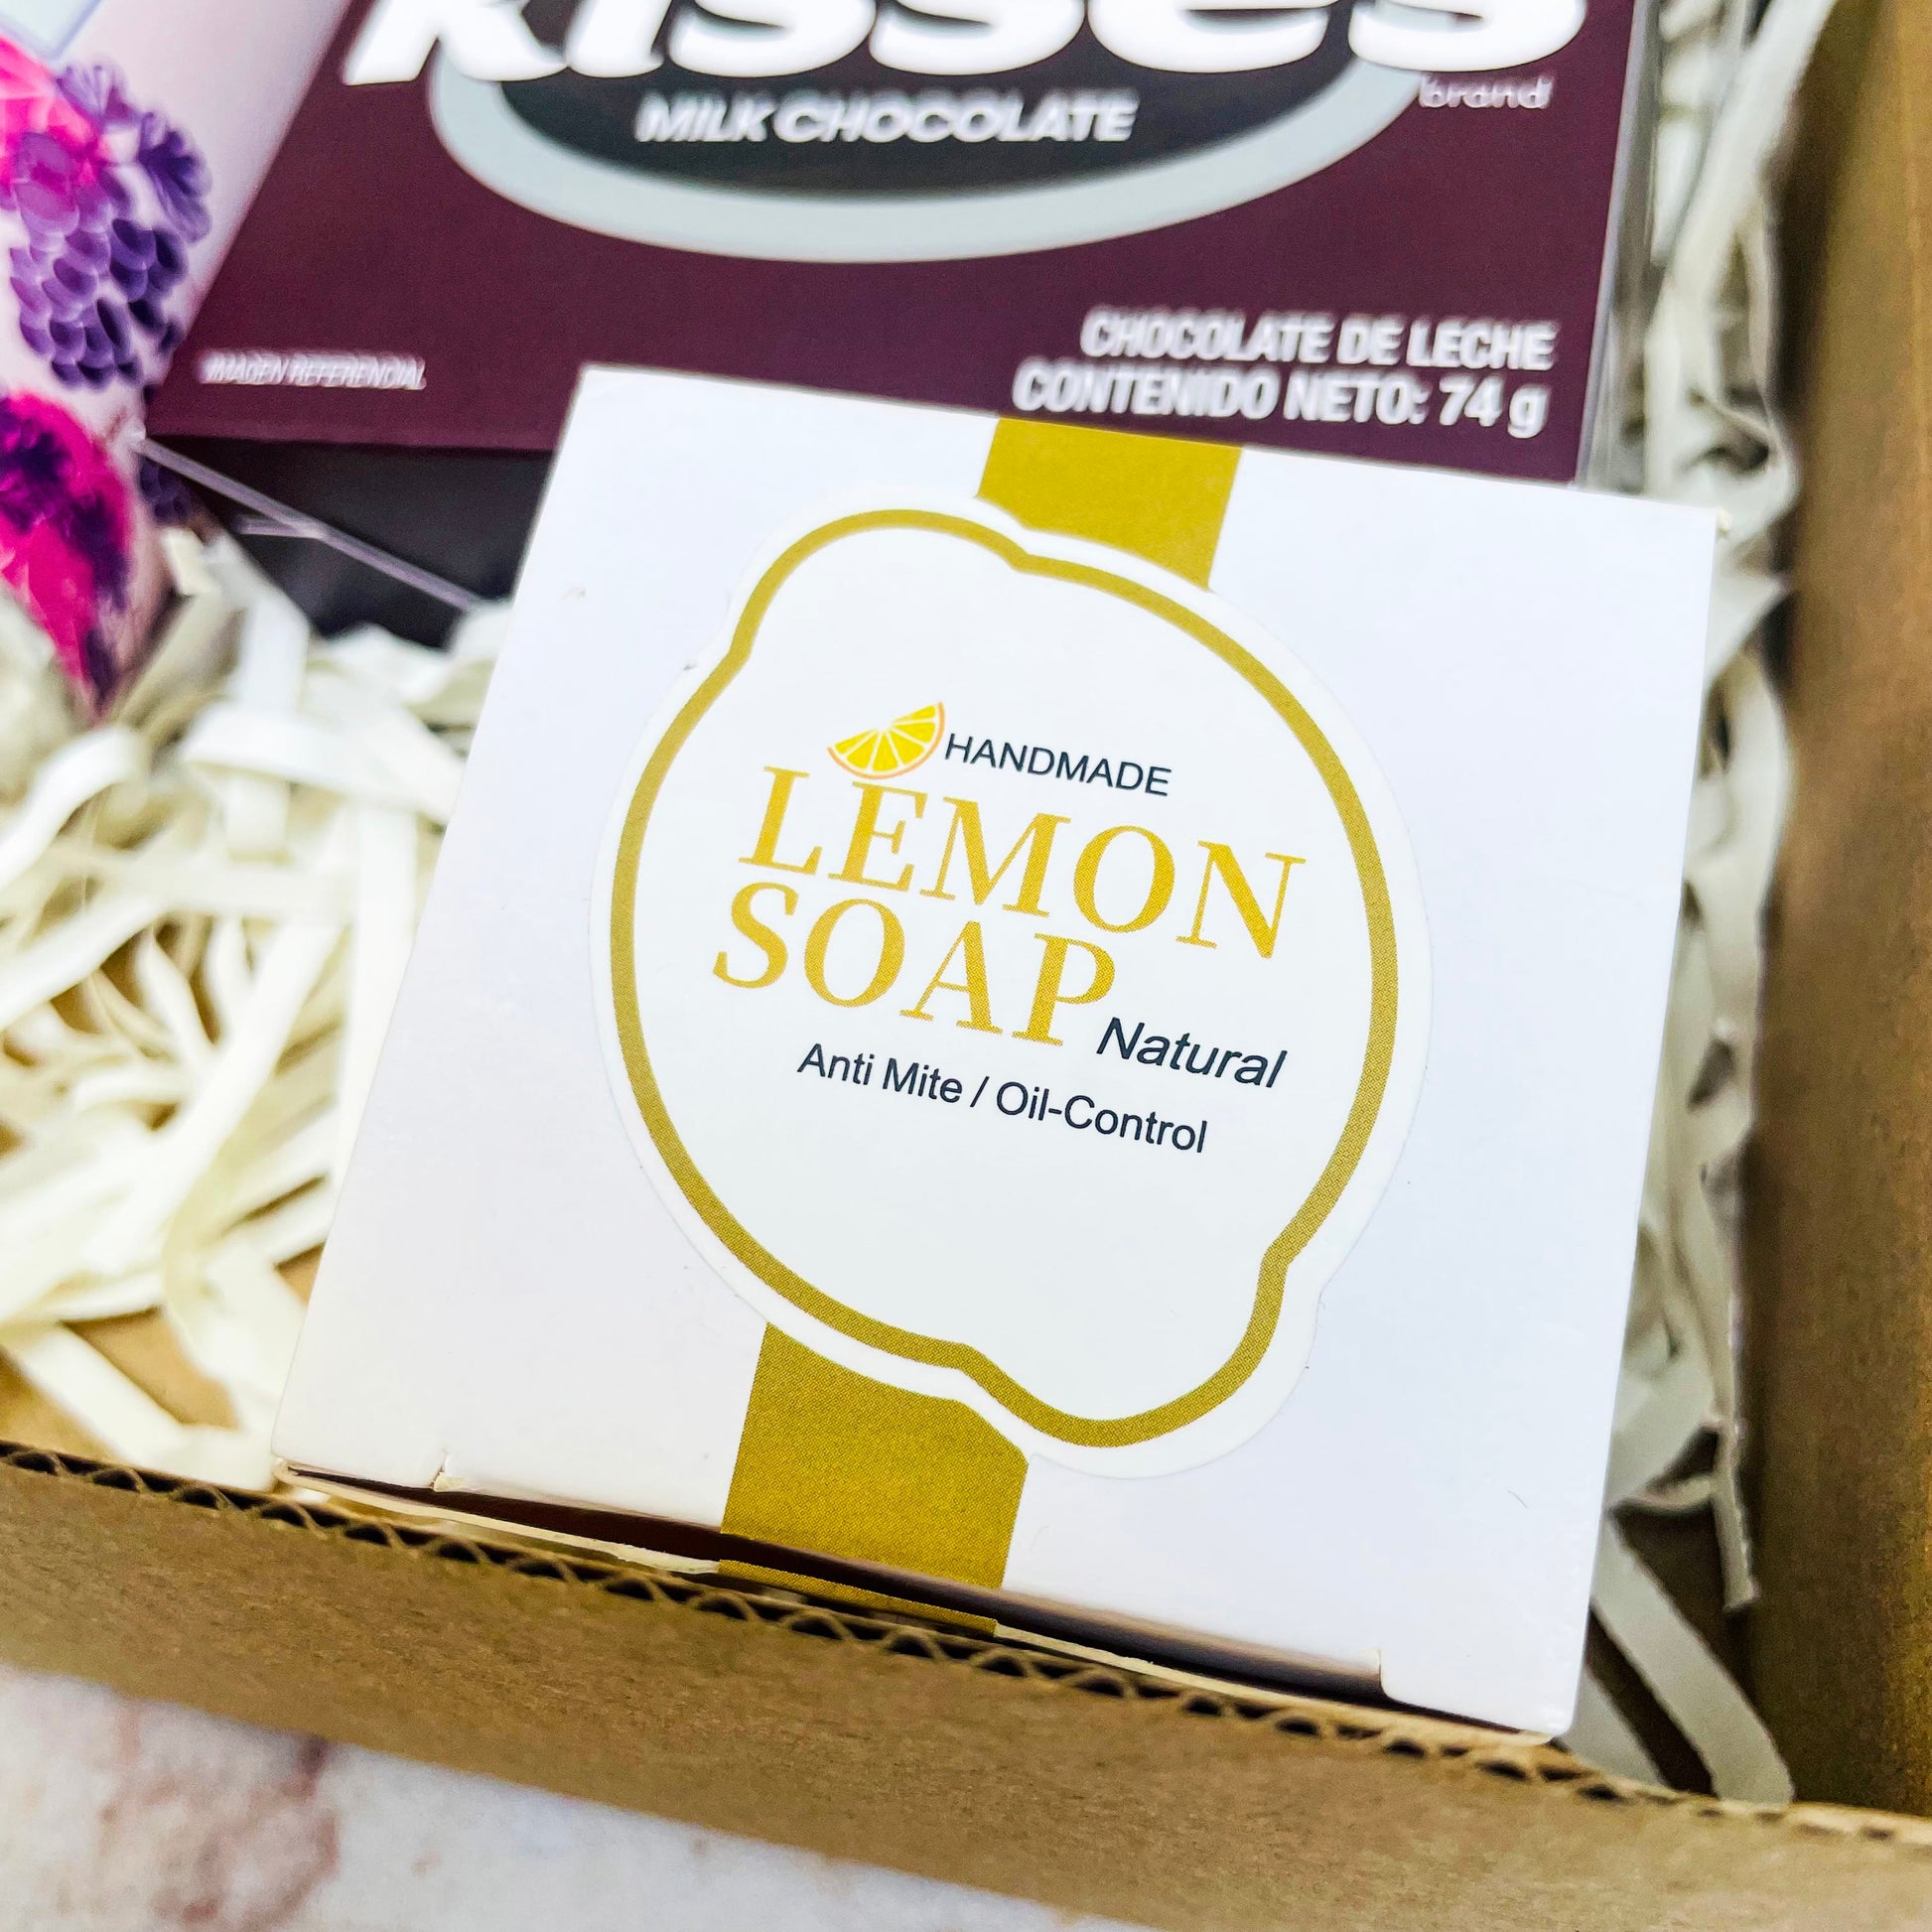 kisses
brand
MILK CHOCOLATE
CHOCOLATE DE LECHE
CONTENIDO NETO: 74 g
IMAGEN REFERENCIAL
HANDMADE
LEMON
SOAP
Natural
Anti Mite / Oil-Control